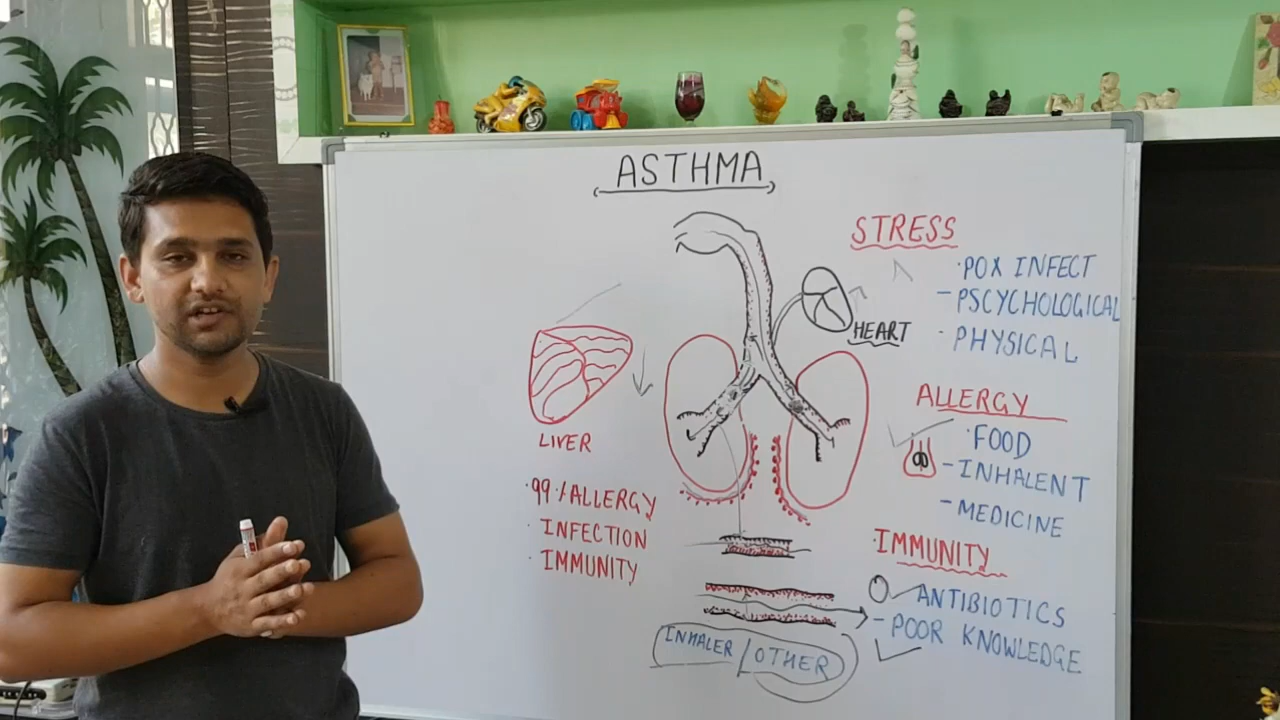 ASTHMA
STRESS
· POX INFECT
- PSCYCHOLOGICAL
· PHYSICAL
HEART
ALLERGY
· FOOD
- INHALENT
- MEDICINE
LIVER
· 99·/ALLERGY
· INFECTION
· IMMUNITY
· IMMUNITY
ANTIBIOTICS
- POOR KNOWLEDGE
INHALER / OTHER